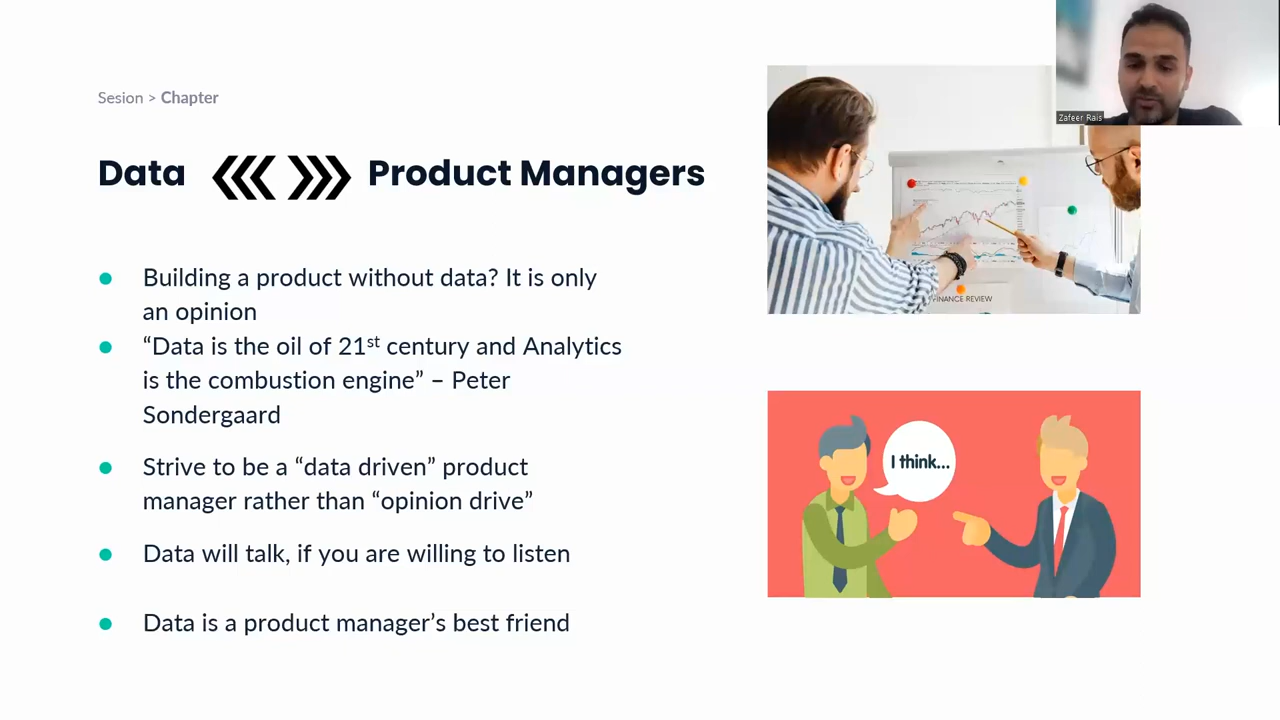 Zafeer Rais
Sesion > Chapter
Data Product Managers
Building a product without data? It is only
an opinion
“Data is the oil of 21st century and Analytics
is the combustion engine” – Peter
Sondergaard
Strive to be a “data driven” product
manager rather than “opinion drive”
Data will talk, if you are willing to listen
Data is a product manager’s best friend
FINANCE REVIEW
I think...